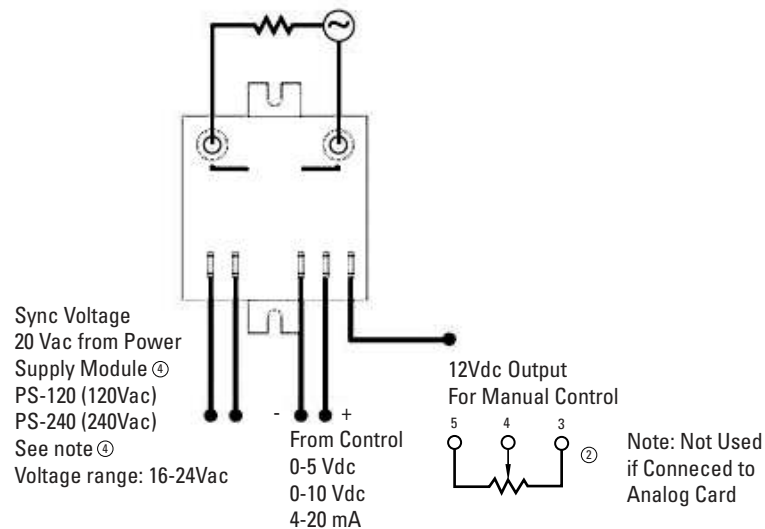 Sync Voltage
20 Vac from Power
Supply Module ④
PS-120 (120Vac)
PS-240 (240Vac)
See note ④
Voltage range: 16-24Vac
- +
From Control
0-5 Vdc
0-10 Vdc
4-20 mA
12Vdc Output
For Manual Control
5 4 3
②
Note: Not Used
if Conneced to
Analog Card